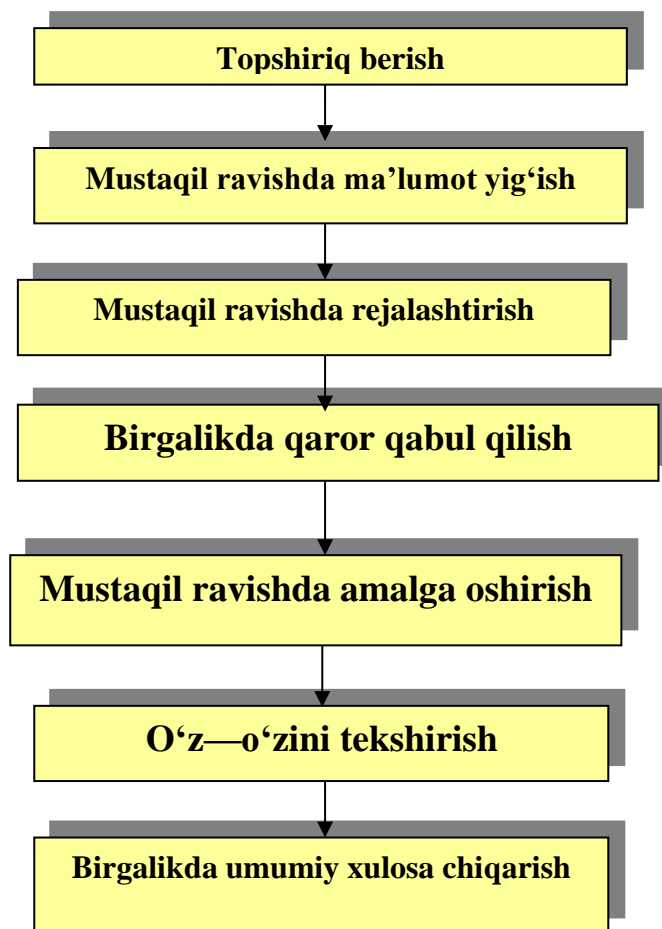 Topshiriq berish
Mustaqil ravishda ma’lumot yig‘ish
Mustaqil ravishda rejalashtirish
Birgalikda qaror qabul qilish
Mustaqil ravishda amalga oshirish
O‘z—o‘zini tekshirish
Birgalikda umumiy xulosa chiqarish